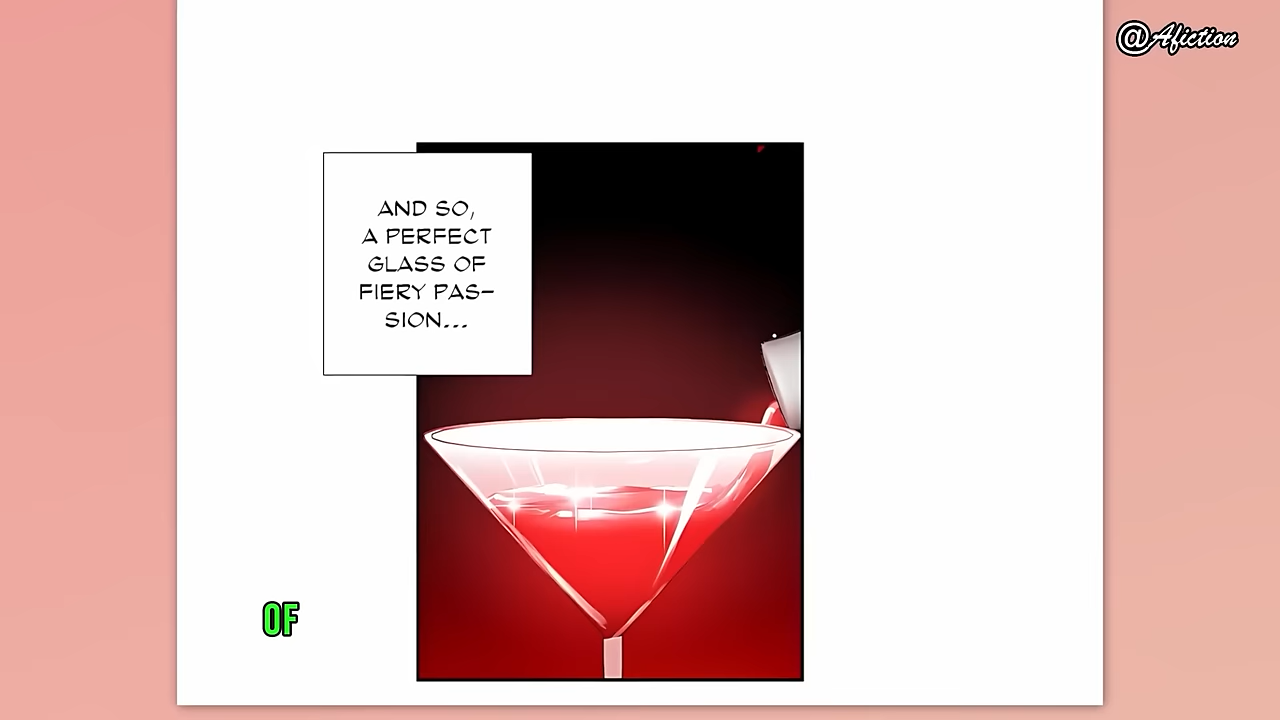 @Afiction
AND SO,
A PERFECT
GLASS OF
FIERY PAS-
SION...
OF